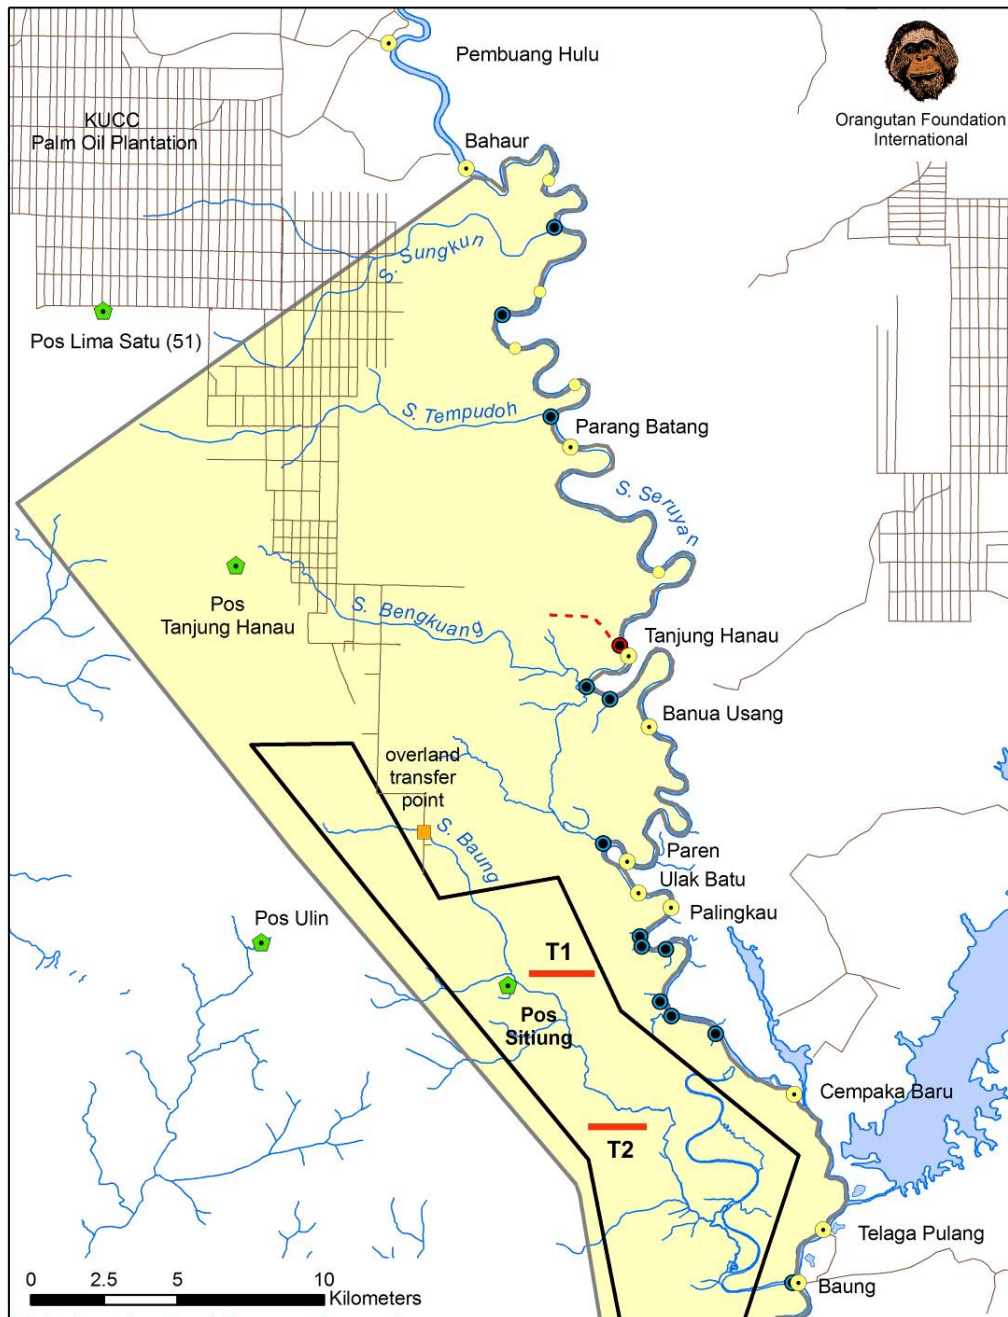 Pembuang Hulu
Orangutan Foundation
International
KUCC
Palm Oil Plantation
Bahaur
S. Sungkun
Pos Lima Satu (51)
S. Tempudoh
Parang Batang
S. Seruyan
Pos
Tanjung Hanau
S. Bengkuang
Tanjung Hanau
Banua Usang
overland
transfer
point
S. Baung
Paren
Ulak Batu
Palingkau
Pos Ulin
T1
Pos
Sitiung
Cempaka Baru
T2
Telaga Pulang
Baung
0 2.5 5 10
Kilometers